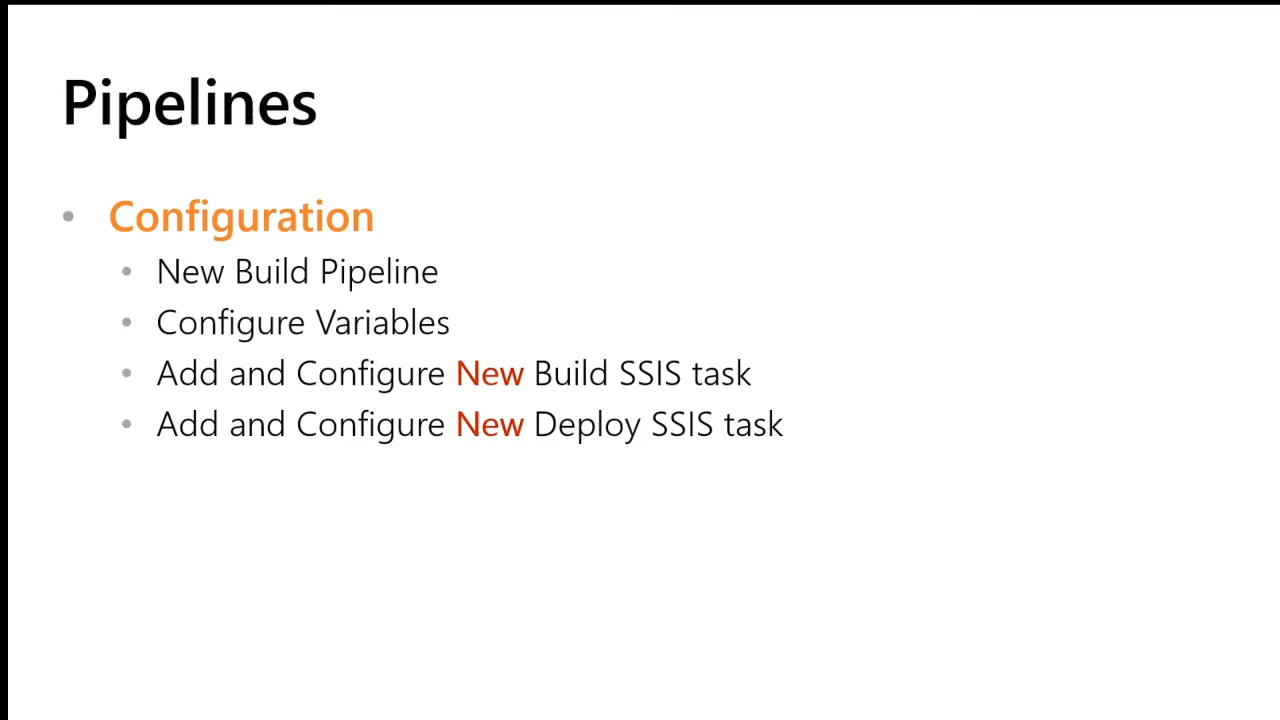 Pipelines
• Configuration
• New Build Pipeline
• Configure Variables
• Add and Configure New Build SSIS task
• Add and Configure New Deploy SSIS task